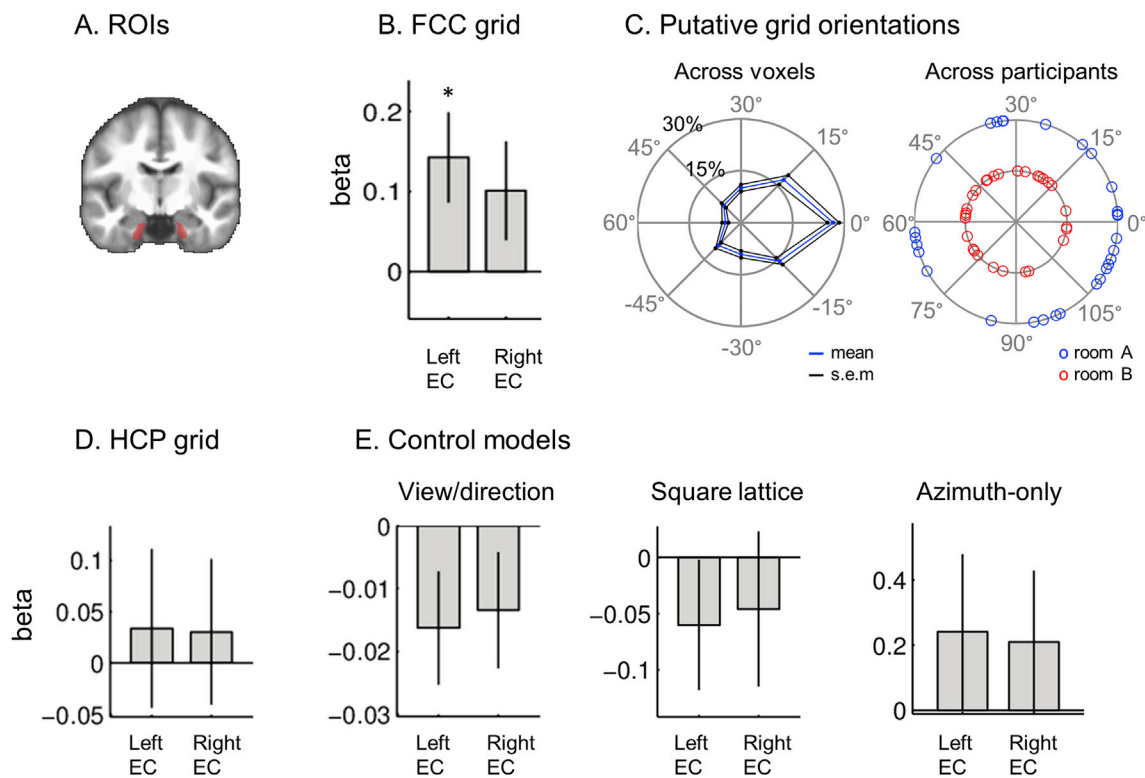 A. ROIs
B. FCC grid
C. Putative grid orientations
Across voxels
Across participants
*
0.2
0.1
0
beta
Left EC
Right EC
30°
30%
15%
45°
15°
60°
0°
-45°
-15°
-30°
mean
s.e.m
30°
45°
15°
60°
0°
75°
105°
90°
o room A
o room B
D. HCP grid
E. Control models
View/direction
Square lattice
Azimuth-only
beta
0.1
0.05
0
−0.05
Left EC
Right EC
0
−0.01
−0.02
−0.03
Left EC
Right EC
0
−0.05
−0.1
Left EC
Right EC
0.4
0.2
0
Left EC
Right EC